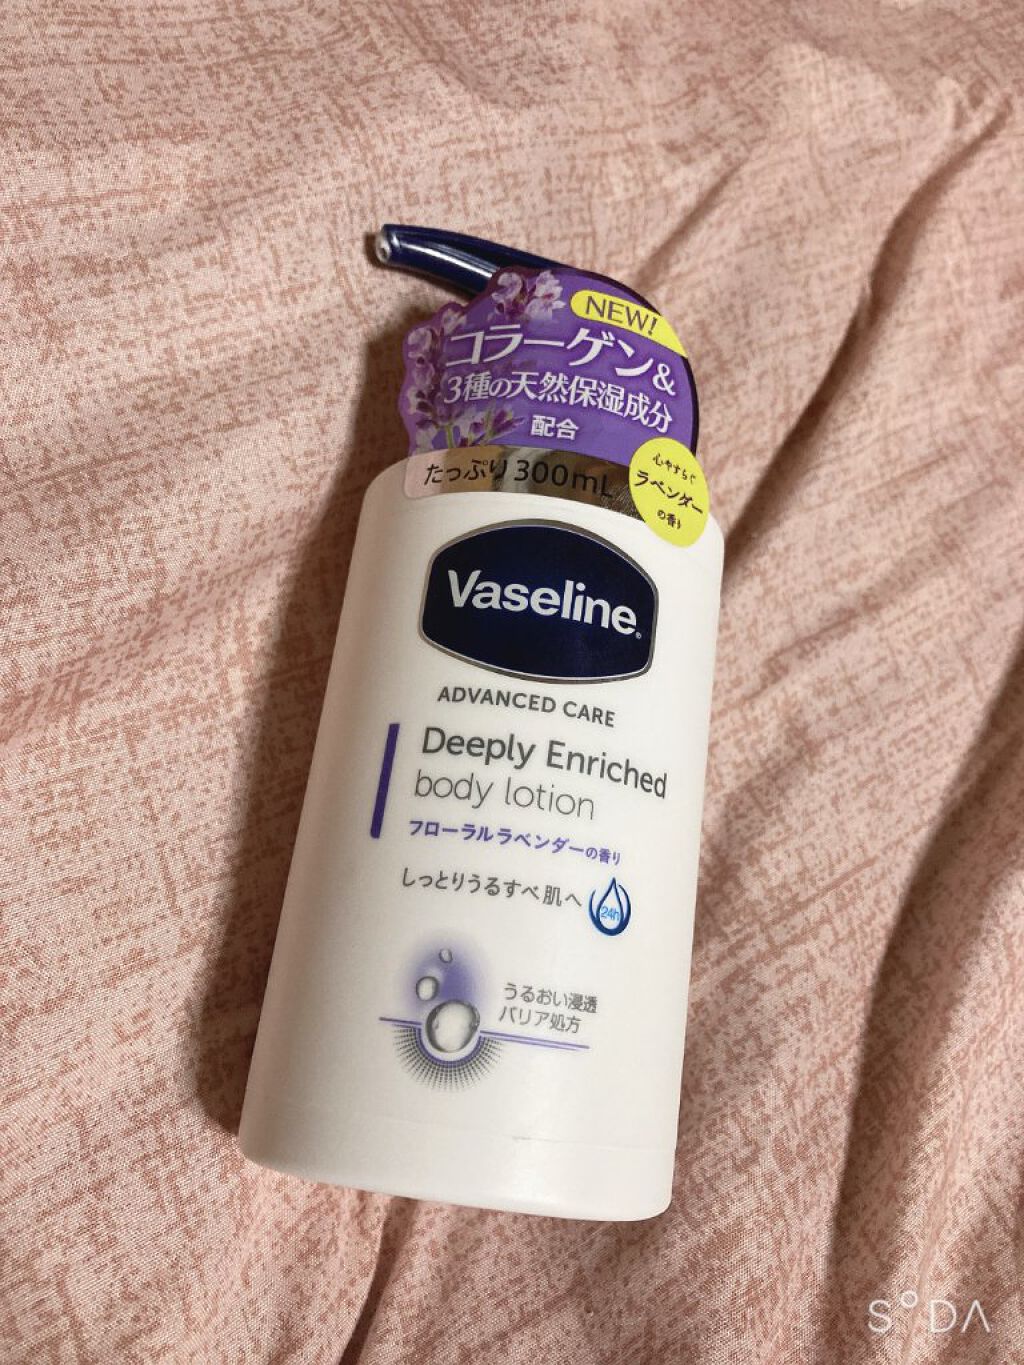 NEW!
コラーゲン&
3種の天然保湿成分
配合
たっぷり300mL
心やすらぐ
ラベンダー
の香り
Vaseline®
ADVANCED CARE
Deeply Enriched
body lotion
フローラルラベンダーの香り
しっとりうるすべ肌へ
24h
うるおい浸透
バリア処方
SODA